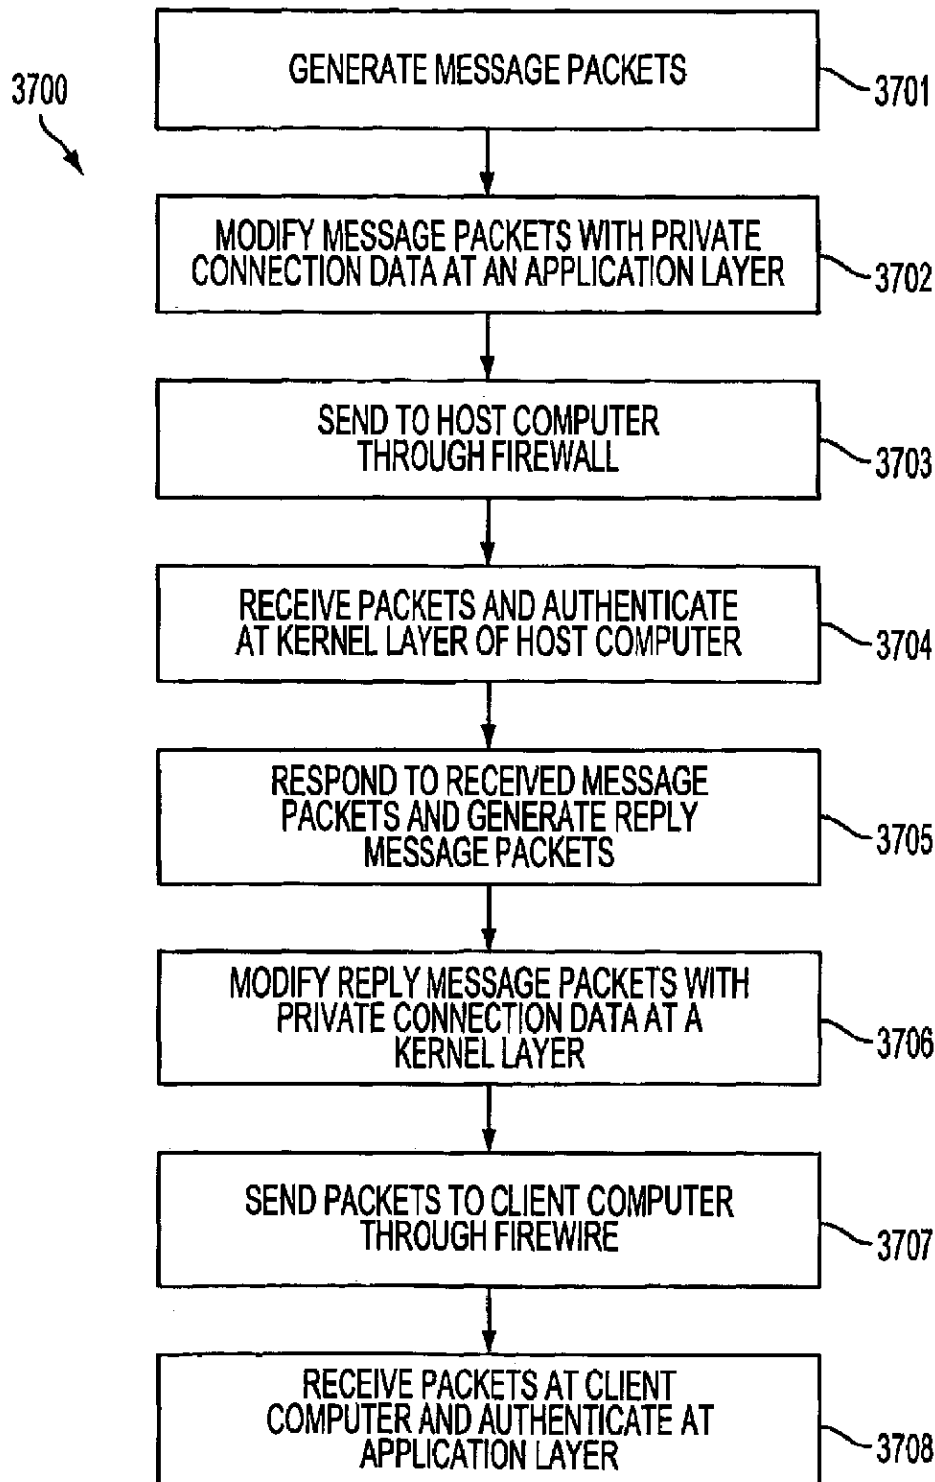 GENERATE MESSAGE PACKETS
3701
3700
MODIFY MESSAGE PACKETS WITH PRIVATE
CONNECTION DATA AT AN APPLICATION LAYER
3702
SEND TO HOST COMPUTER
THROUGH FIREWALL
3703
RECEIVE PACKETS AND AUTHENTICATE
AT KERNEL LAYER OF HOST COMPUTER
3704
RESPOND TO RECEIVED MESSAGE
PACKETS AND GENERATE REPLY
MESSAGE PACKETS
3705
MODIFY REPLY MESSAGE PACKETS WITH
PRIVATE CONNECTION DATA AT A
KERNEL LAYER
3706
SEND PACKETS TO CLIENT COMPUTER
THROUGH FIREWIRE
3707
RECEIVE PACKETS AT CLIENT
COMPUTER AND AUTHENTICATE AT
APPLICATION LAYER
3708